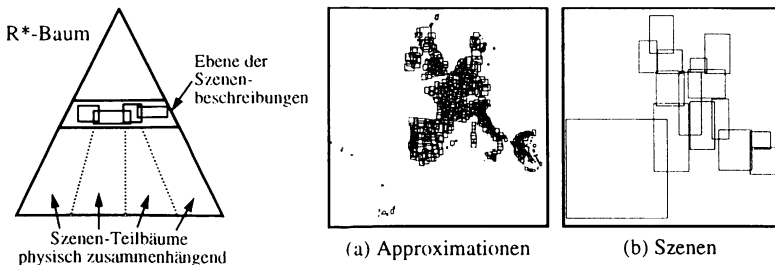 R*-Baum
Ebene der
Szenen-
beschreibungen
Szenen-Teilbäume
physisch zusammenhängend
(a) Approximationen
(b) Szenen